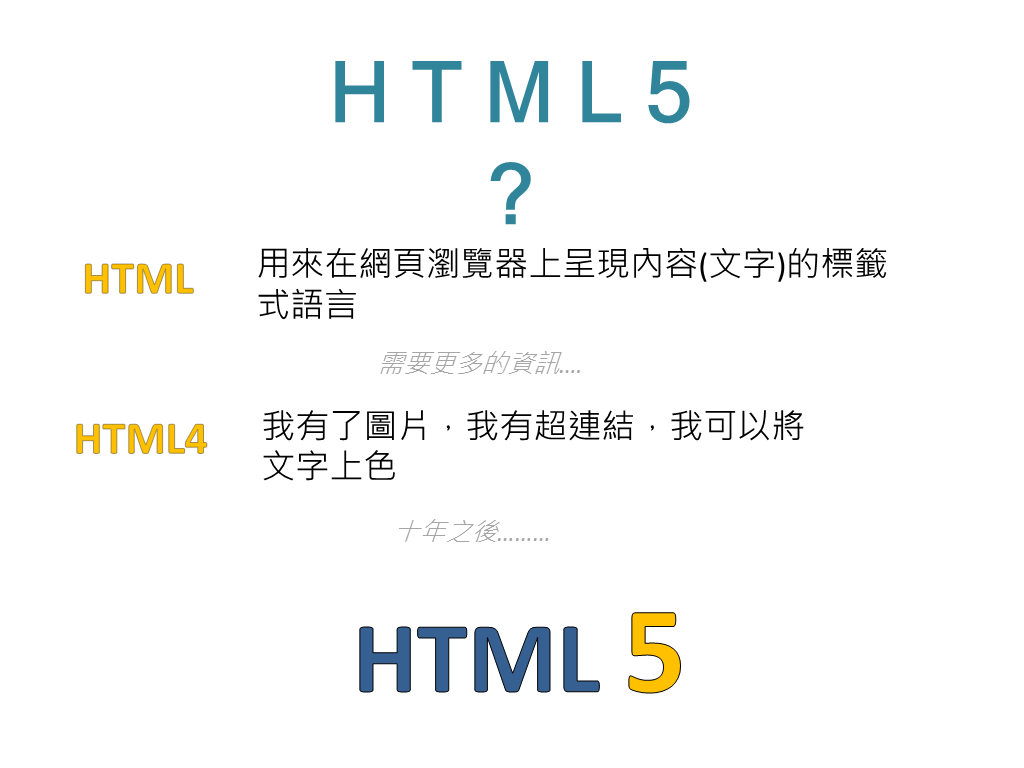 HTML5
?
HTML
用來在網頁瀏覽器上呈現內容(文字)的標籤
式語言
需要更多的資訊....
HTML4
我有了圖片，我有超連結，我可以將
文字上色
十年之後.........
HTML 5